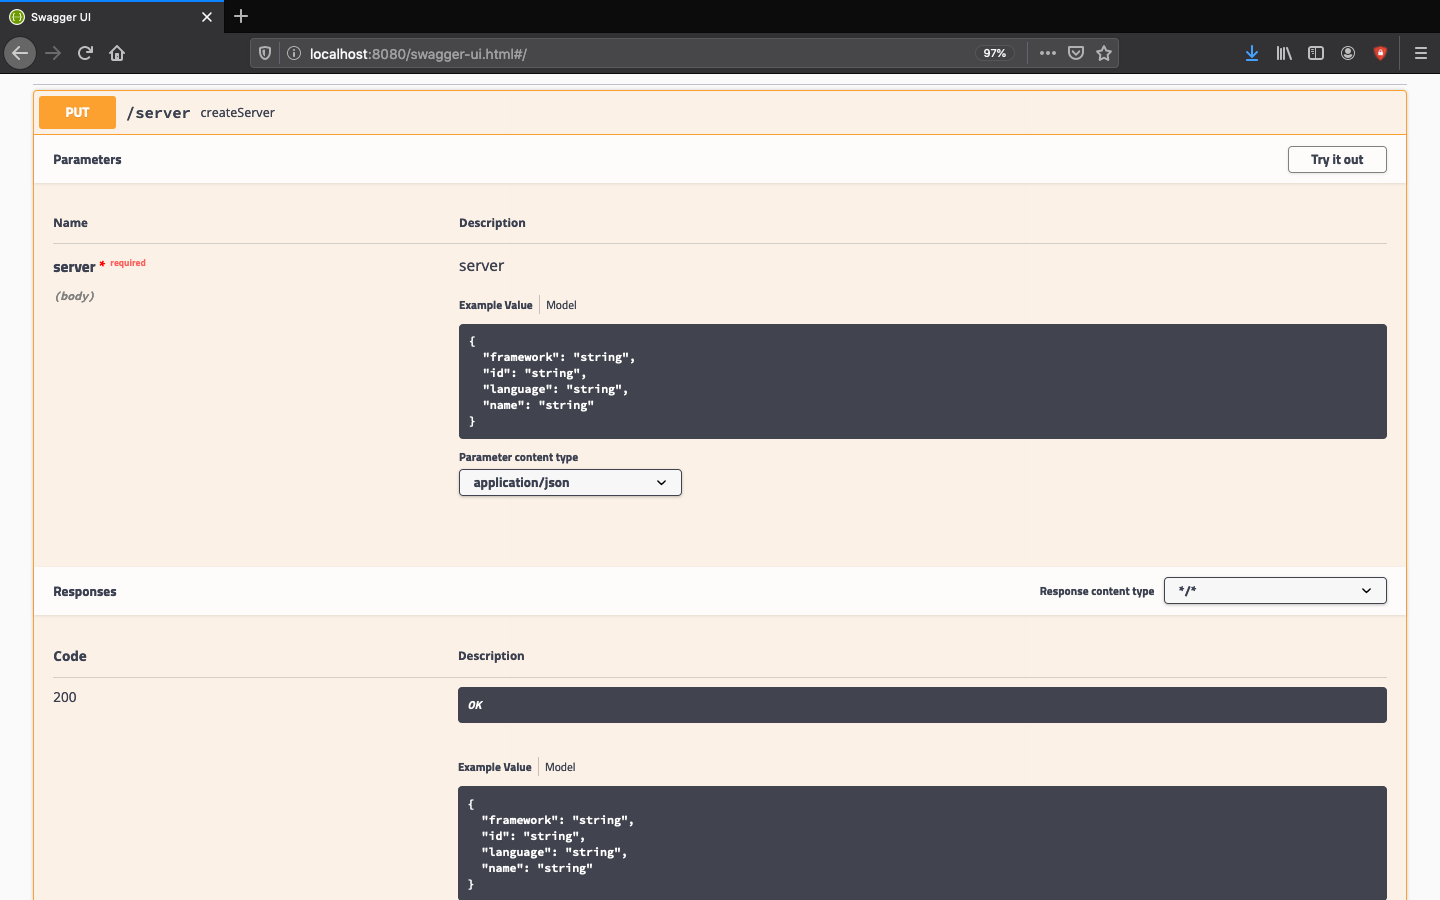 Swagger UI
localhost:8080/swagger-ui.html#/
97%
PUT /server createServer
Parameters
Try it out
Name Description
server * required
server
(body)
Example Value Model
{
"framework": "string",
"id": "string",
"language": "string",
"name": "string"
}
Parameter content type
application/json
Responses
Response content type */*
Code Description
200
OK
Example Value Model
{
"framework": "string",
"id": "string",
"language": "string",
"name": "string"
}